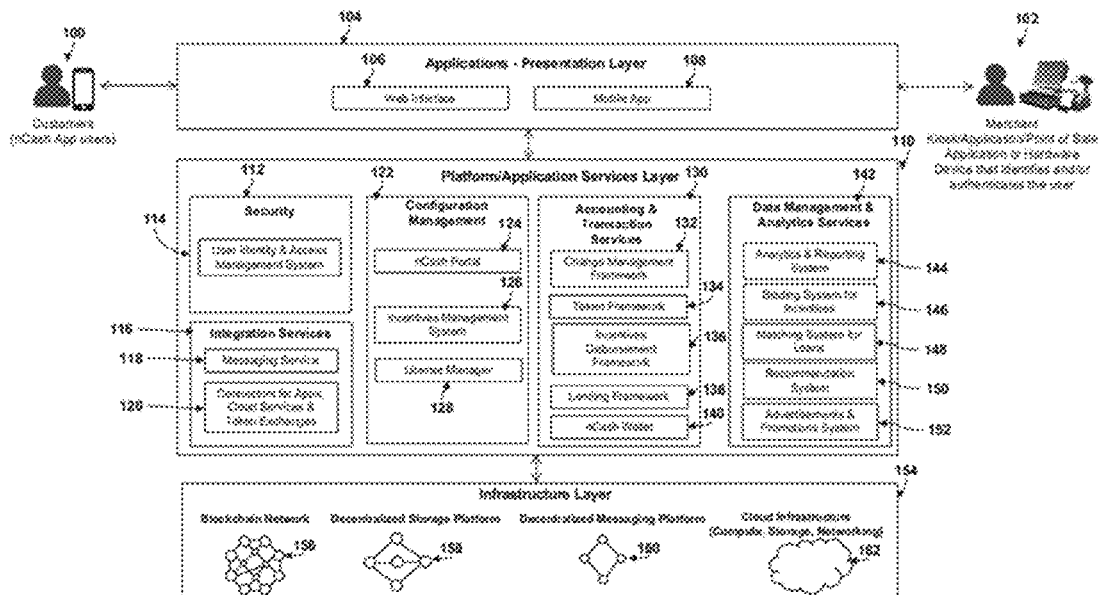 100
104
102
Applications - Presentation Layer
106
108
Web Interface
Mobile App
Customers
(nCash App users)
Merchant
Kiosk/Application/Point of Sale
Application or Hardware
Device that identifies and/or
authenticates the user
110
Platform/Application Services Layer
112
122
130
142
Security
114
User Identity & Access
Management System
116
Integration Services
118
Messaging Service
120
Connectors for Apps,
Cloud Services &
Token Exchanges
Configuration
Management
124
nCash Portal
126
Incentives Management
System
License Manager
128
Accounting &
Transaction
Services
132
Change Management
Framework
134
Token Framework
Incentives
Disbursement
Framework
136
138
Lending Framework
140
nCash Wallet
Data Management &
Analytics Services
Analytics & Reporting
System
144
Bidding System for
Incentives
146
Matching System for
Loans
148
Recommendation
System
150
Advertisements &
Promotions System
152
154
Infrastructure Layer
Blockchain Network
156
Decentralized Storage Platform
158
Decentralized Messaging Platform
160
Cloud Infrastructure
(Compute, Storage, Networking)
162